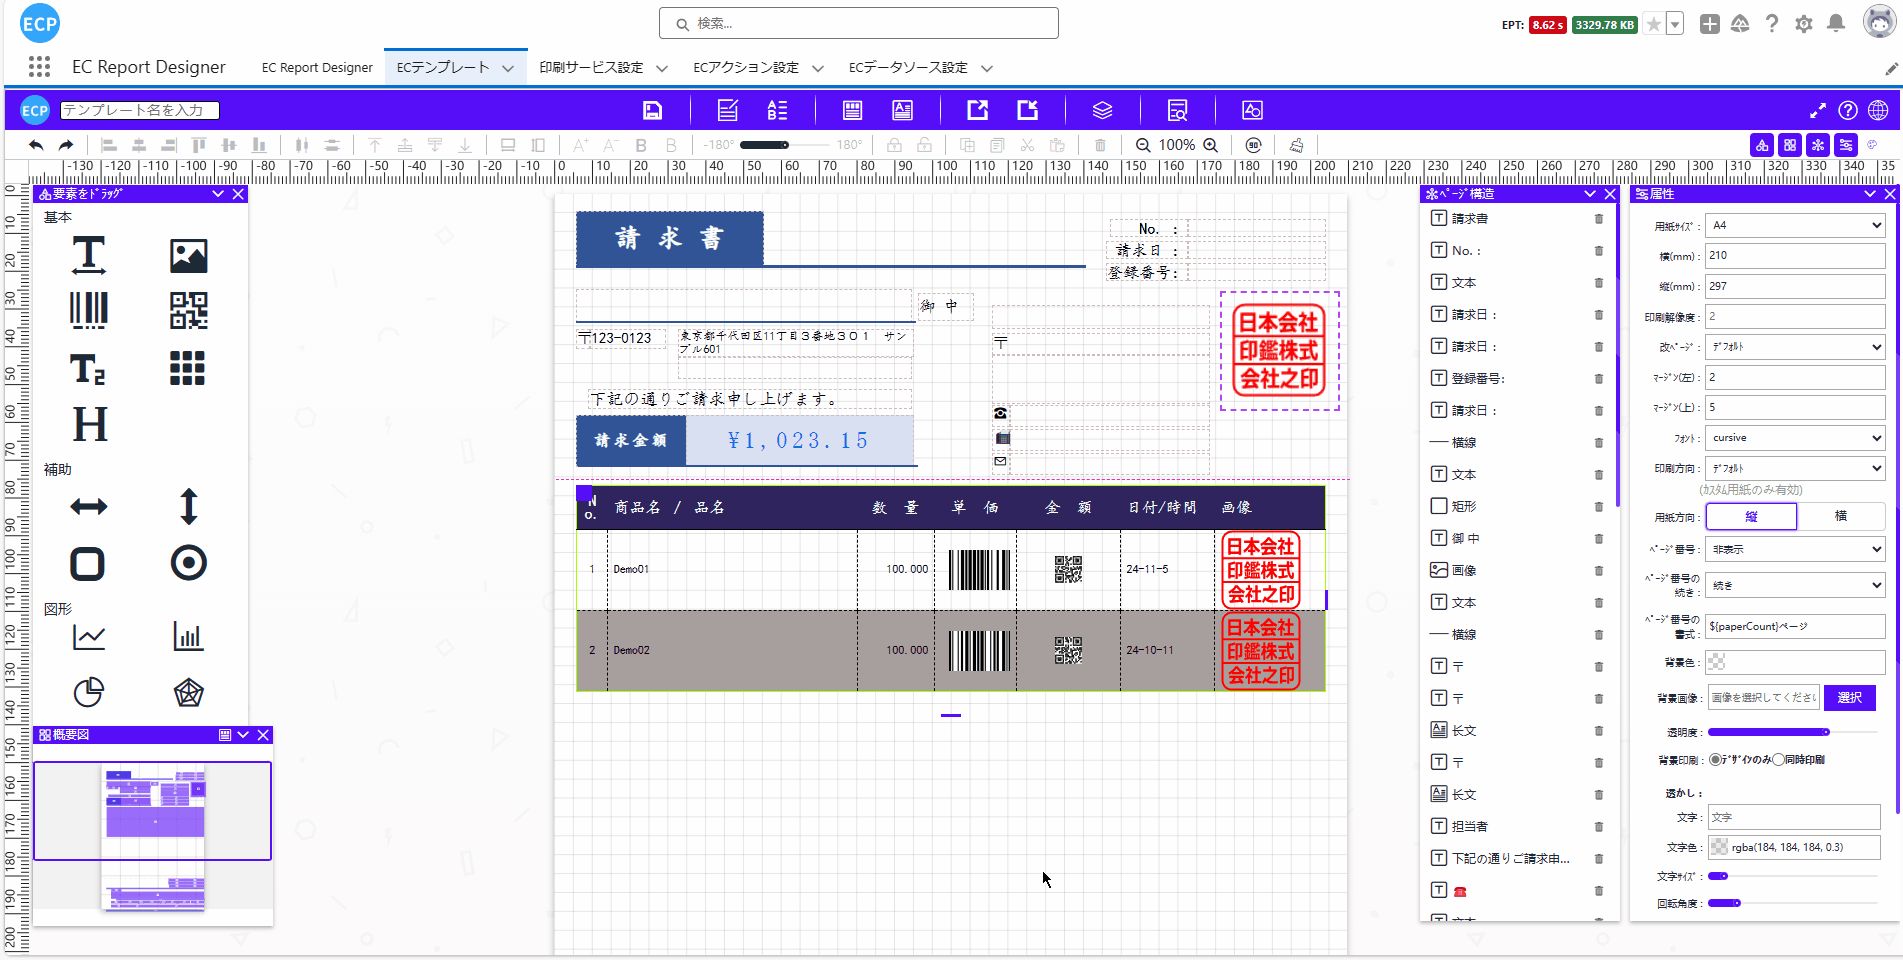 ECP
検索...
EPT: 8.62 s 3329.78 KB
EC Report Designer
EC Report Designer
ECテンプレート
印刷サービス設定
ECアクション設定
ECデータソース設定
ECP
テンプレート名を入力
-180°
180°
100%
-130 -120 -110 -100 -90 -80 -70 -60 -50 -40 -30 -20 -10 0 10 20 30 40 50 60 70 80 90 100 110 120 130 140 150 160 170 180 190 200 210 220 230 240 250 260 270 280 290 300 310 320 330 340 35
0
10
20
30
40
50
60
70
80
90
100
110
120
130
140
150
160
170
180
190
200
要素をドラッグ
基本
補助
図形
概要図
請 求 書
No. :
請求日 :
登録番号:
御 中
〒123-0123
東京都千代田区11丁目3番地301 サン
プル601
〒
日本会社
印鑑株式
会社之印
下記の通りご請求申し上げます。
請求金額
¥1,023.15
No.
商品名 / 品名
数 量
単 価
金 額
日付/時間
画像
1
Demo01
100.000
24-11-5
日本会社
印鑑株式
会社之印
2
Demo02
100.000
24-10-11
日本会社
印鑑株式
会社之印
ページ構造
請求書
No. :
文本
請求日 :
請求日 :
登録番号:
請求日 :
横線
文本
矩形
御 中
画像
文本
横線
〒
〒
长文
〒
长文
担当者
下記の通りご請求申...
文本
属性
用紙サイズ :
A4
横(mm) :
210
縦(mm) :
297
印刷解像度 :
2
改ページ :
デフォルト
マージン(左) :
2
マージン(上) :
5
フォント :
cursive
印刷方向 :
デフォルト
(カスタム用紙のみ有効)
用紙方向 :
縦
横
ページ番号 :
非表示
ページ番号の
続き :
続き
ページ番号の
書式 :
${paperCount}ページ
背景色 :
背景画像 :
画像を選択してください
選択
透明度 :
背景印刷 :
デザインのみ
同時印刷
透かし :
文字 :
文字
文字色 :
rgba(184, 184, 184, 0.3)
文字サイズ :
回転角度 :